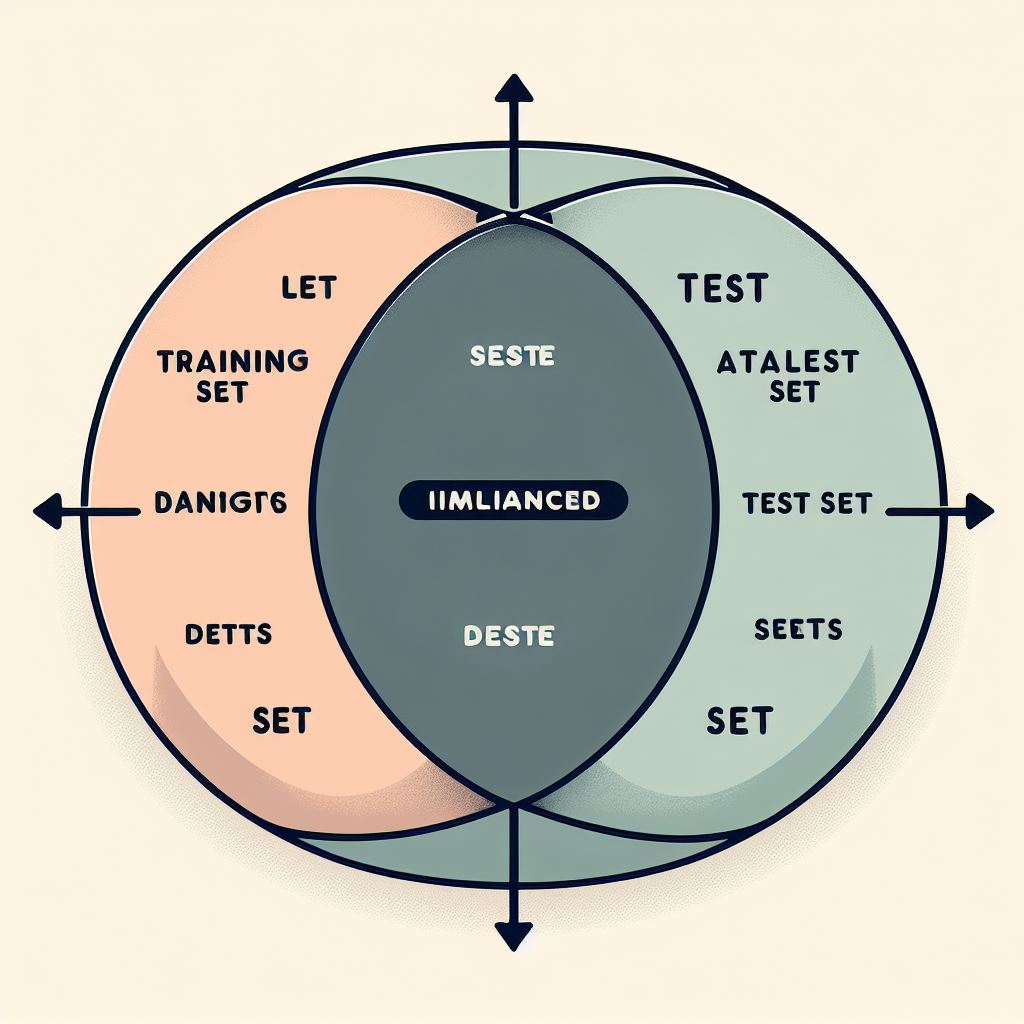 LET
TRAINING
SET
DANIGT6
DETTS
SET
SESTE
IIMLIANCED
DESTE
TEST
ATALEST
SET
TEST SET
SEETS
SET